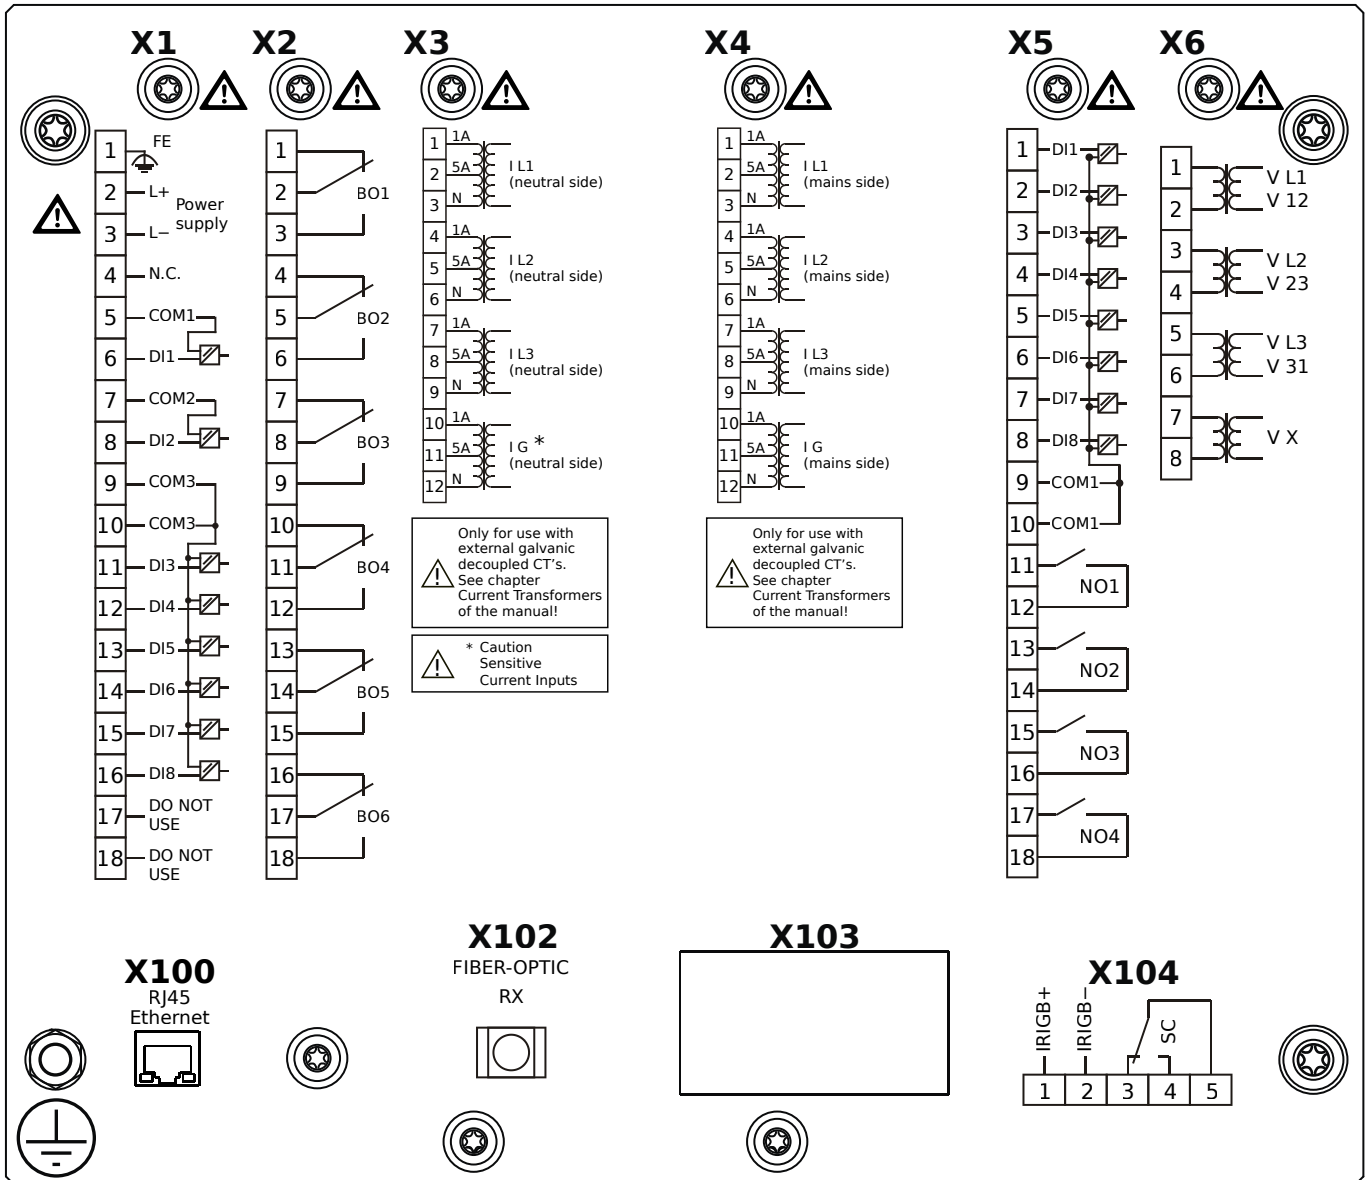 X1
1
FE
2
L+
Power
supply
3
L−
4
N.C.
5
COM1
6
DI1
7
COM2
8
DI2
9
COM3
10
COM3
11
DI3
12
DI4
13
DI5
14
DI6
15
DI7
16
DI8
17
DO NOT
USE
18
DO NOT
USE
X2
1
2
BO1
3
4
5
BO2
6
7
8
BO3
9
10
11
BO4
12
13
14
BO5
15
16
17
BO6
18
X3
1
1A
2
5A
3
N
I L1
(neutral side)
4
1A
5
5A
6
N
I L2
(neutral side)
7
1A
8
5A
9
N
I L3
(neutral side)
10
1A
11
5A
12
N
I G *
(neutral side)
Only for use with
external galvanic
decoupled CT's.
See chapter
Current Transformers
of the manual!
* Caution
Sensitive
Current Inputs
X4
1
1A
2
5A
3
N
I L1
(mains side)
4
1A
5
5A
6
N
I L2
(mains side)
7
1A
8
5A
9
N
I L3
(mains side)
10
1A
11
5A
12
N
I G
(mains side)
Only for use with
external galvanic
decoupled CT's.
See chapter
Current Transformers
of the manual!
X5
1
DI1
2
DI2
3
DI3
4
DI4
5
DI5
6
DI6
7
DI7
8
DI8
9
COM1
10
COM1
11
NO1
12
13
NO2
14
15
NO3
16
17
NO4
18
X6
1
V L1
2
V 12
3
V L2
4
V 23
5
V L3
6
V 31
7
V X
8
X100
RJ45
Ethernet
X102
FIBER-OPTIC
RX
X103
X104
IRIGB+
IRIGB−
SC
1 2 3 4 5